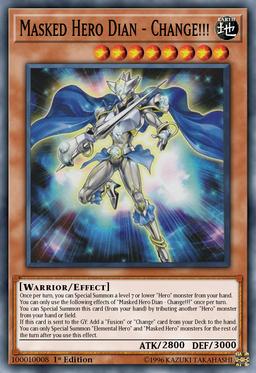 MASKED HERO DIAN - CHANGE!!!
EARTH
地
[WARRIOR/EFFECT]
Once per turn, you can Special Summon a level 7 or lower "Hero" monster from your hand.
You can only use the following effects of "Masked Hero Dian - Change!!!" once per turn.
You can Special Summon this card (from your hand) by tributing another "Hero" monster
from your hand or field.
If this card is sent to the GY: Add a "Fusion" or "Change" card from your Deck to the hand.
You can only Special Summon "Elemental Hero" and "Masked Hero" monsters for the rest of
the turn after you use this effect.
ATK/2800 DEF/3000
100010008 1st Edition ©1996 KAZUKI TAKAHASHI